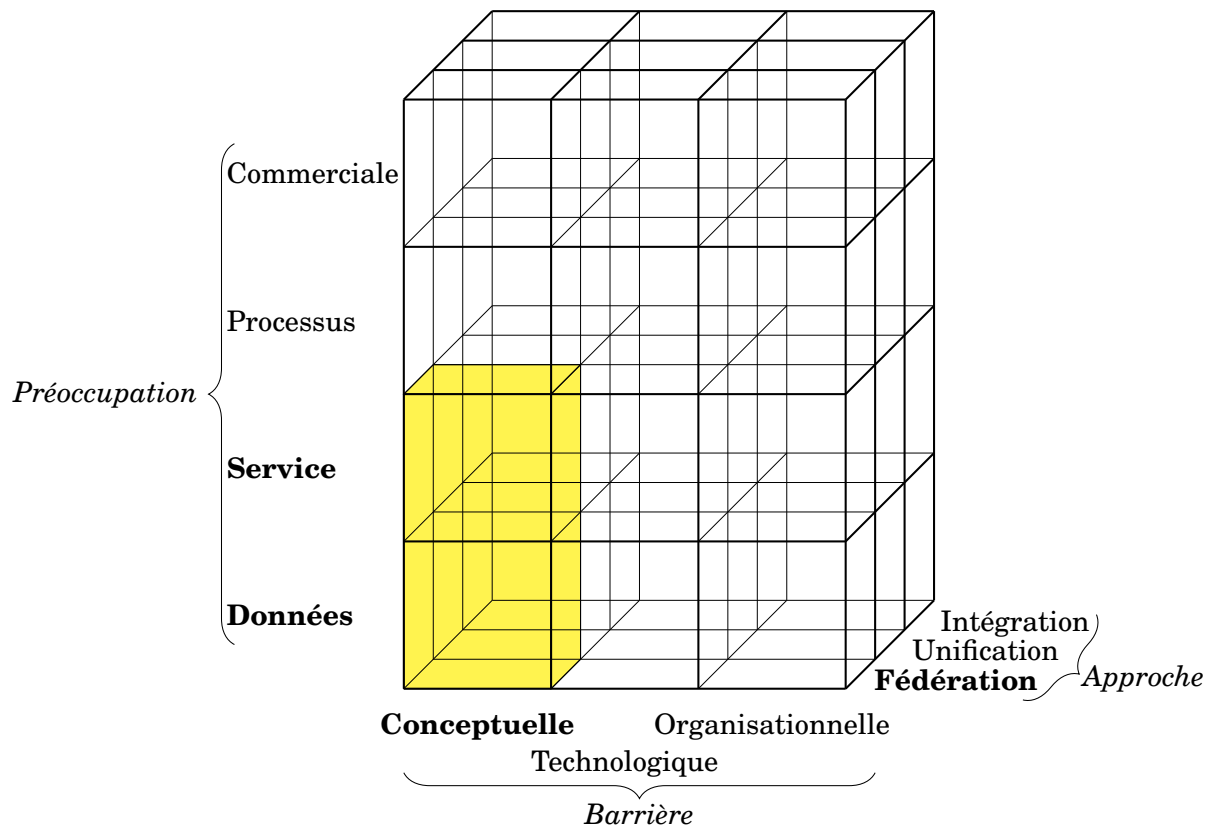 Commerciale
Processus
Préoccupation
Service
Données
Intégration
Unification
Fédération
Approche
Conceptuelle
Organisationnelle
Technologique
Barrière